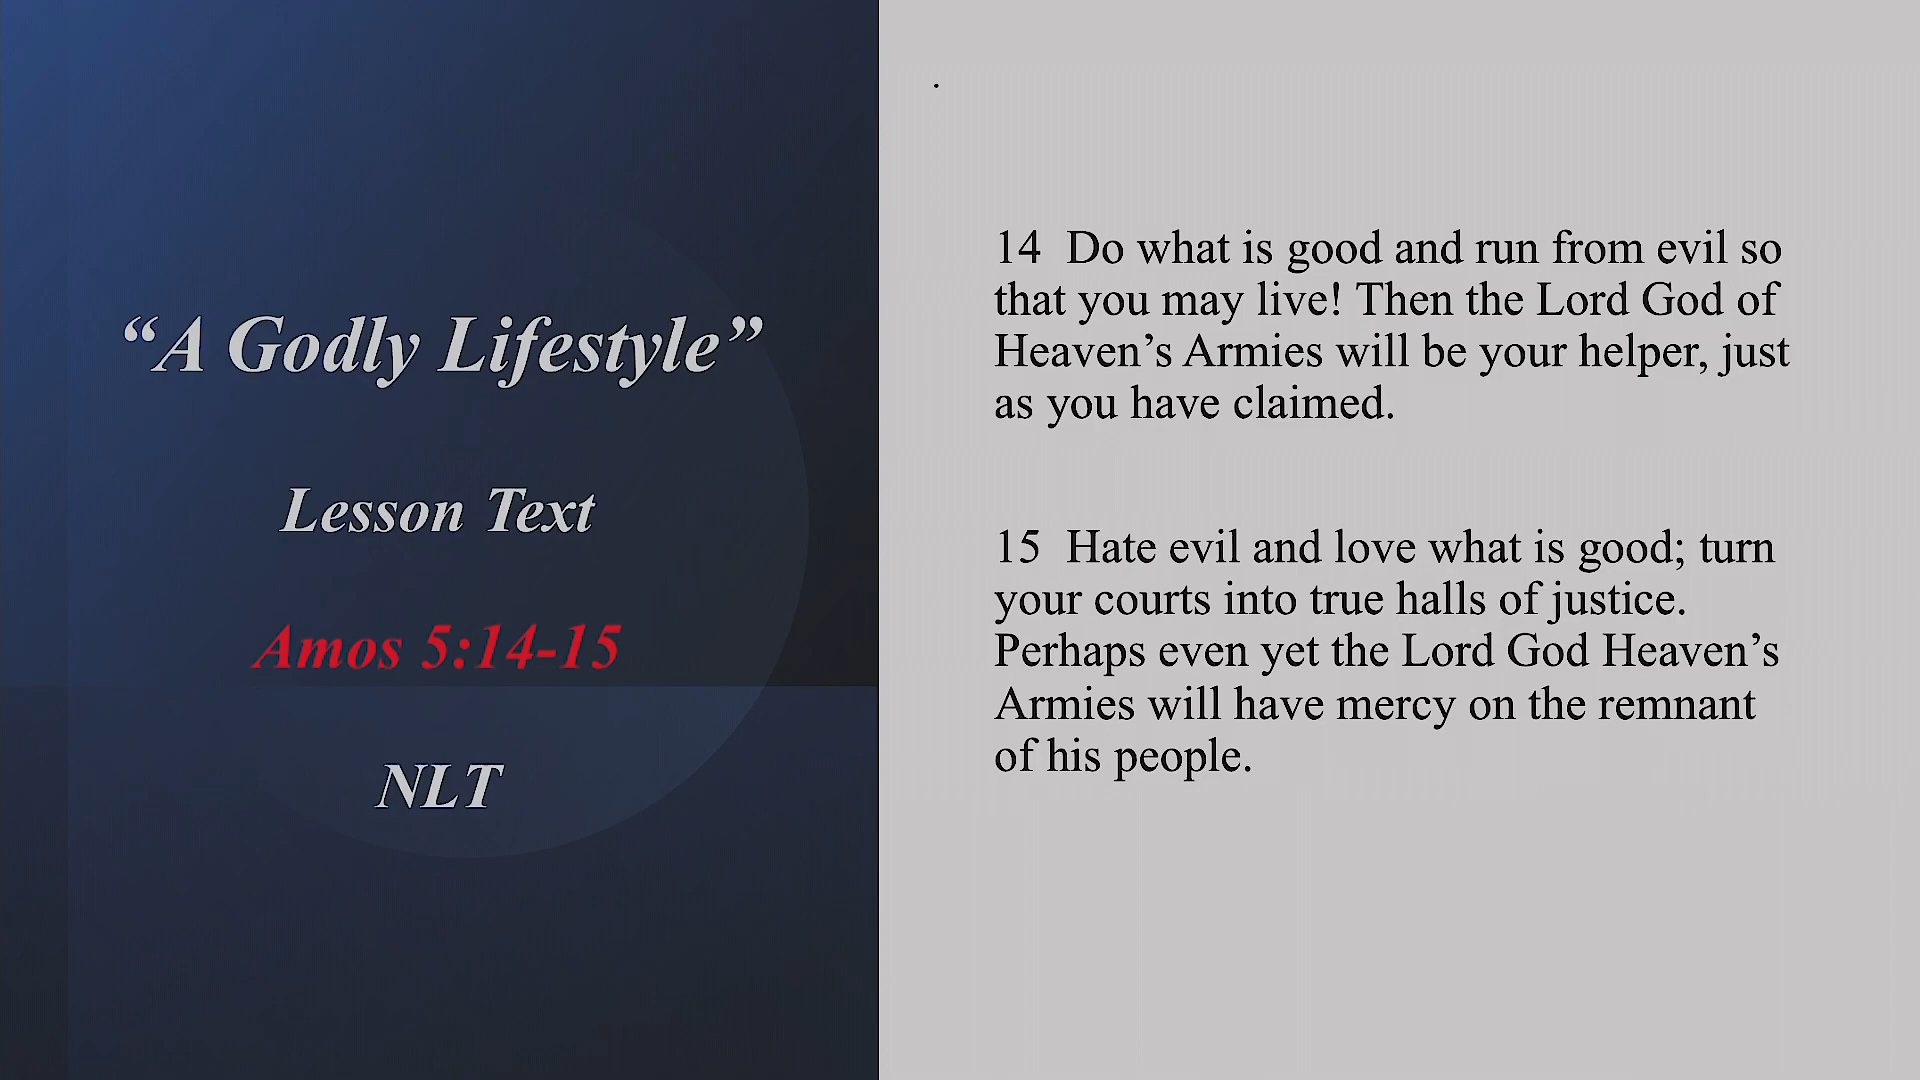 “A Godly Lifestyle”
Lesson Text
Amos 5:14-15
NLT
.
14 Do what is good and run from evil so
that you may live! Then the Lord God of
Heaven’s Armies will be your helper, just
as you have claimed.
15 Hate evil and love what is good; turn
your courts into true halls of justice.
Perhaps even yet the Lord God Heaven’s
Armies will have mercy on the remnant
of his people.